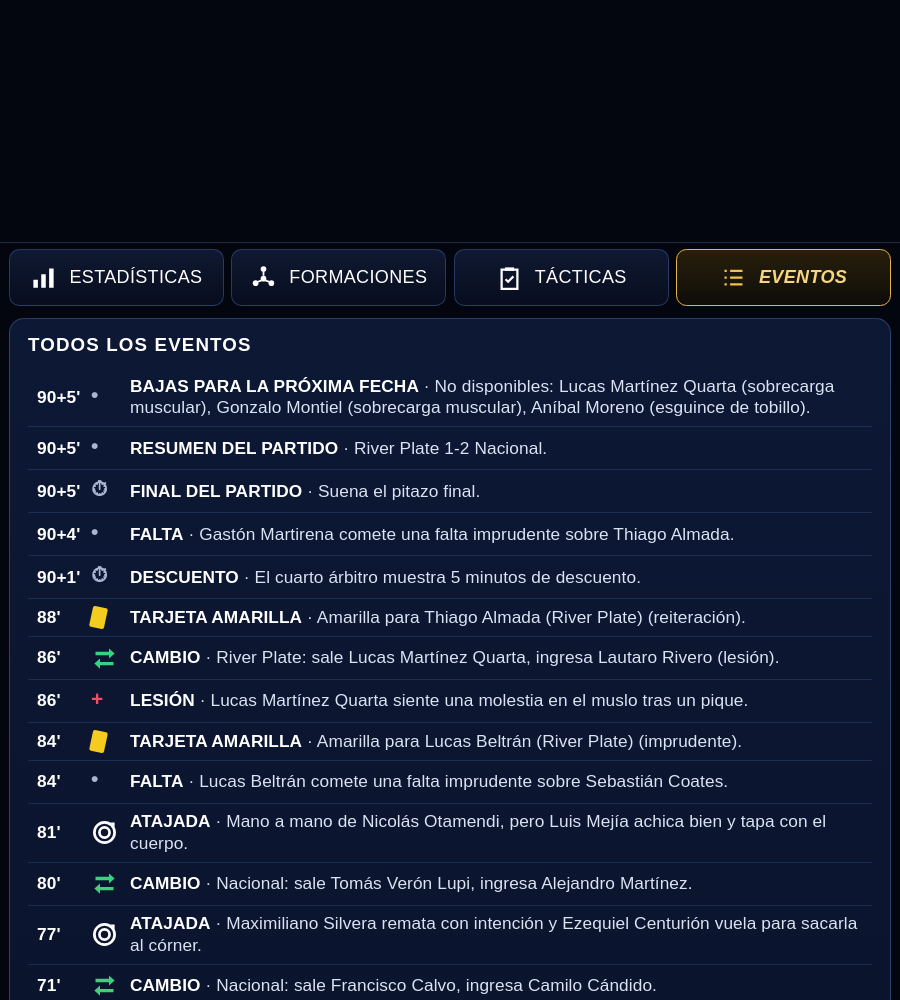 ESTADÍSTICAS FORMACIONES TÁCTICAS EVENTOS
TODOS LOS EVENTOS
90+5' • BAJAS PARA LA PRÓXIMA FECHA · No disponibles: Lucas Martínez Quarta (sobrecarga
muscular), Gonzalo Montiel (sobrecarga muscular), Aníbal Moreno (esguince de tobillo).
90+5' • RESUMEN DEL PARTIDO · River Plate 1-2 Nacional.
90+5' ⏱ FINAL DEL PARTIDO · Suena el pitazo final.
90+4' • FALTA · Gastón Martirena comete una falta imprudente sobre Thiago Almada.
90+1' ⏱ DESCUENTO · El cuarto árbitro muestra 5 minutos de descuento.
88' TARJETA AMARILLA · Amarilla para Thiago Almada (River Plate) (reiteración).
86' CAMBIO · River Plate: sale Lucas Martínez Quarta, ingresa Lautaro Rivero (lesión).
86' + LESIÓN · Lucas Martínez Quarta siente una molestia en el muslo tras un pique.
84' TARJETA AMARILLA · Amarilla para Lucas Beltrán (River Plate) (imprudente).
84' • FALTA · Lucas Beltrán comete una falta imprudente sobre Sebastián Coates.
81' ATAJADA · Mano a mano de Nicolás Otamendi, pero Luis Mejía achica bien y tapa con el
cuerpo.
80' CAMBIO · Nacional: sale Tomás Verón Lupi, ingresa Alejandro Martínez.
77' ATAJADA · Maximiliano Silvera remata con intención y Ezequiel Centurión vuela para sacarla
al córner.
71' CAMBIO · Nacional: sale Francisco Calvo, ingresa Camilo Cándido.